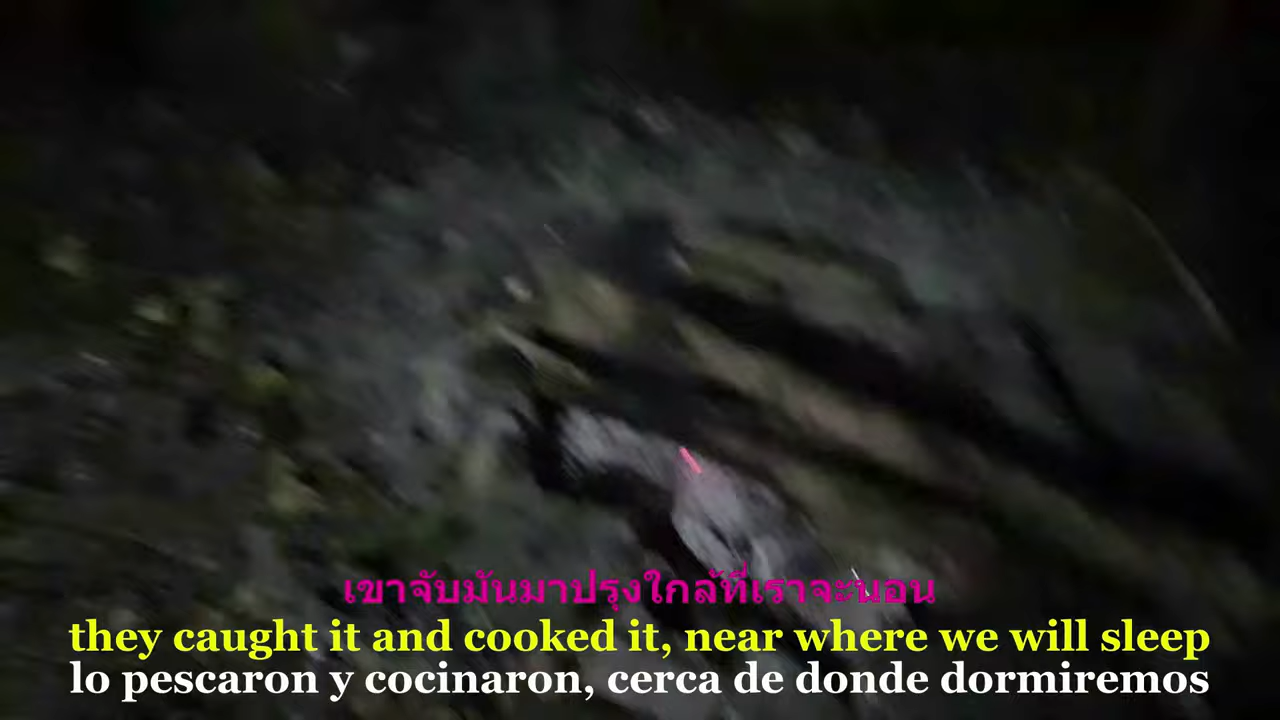 เขาจับมันมาปรุงใกล้ที่เราจะนอน
they caught it and cooked it, near where we will sleep
lo pescaron y cocinaron, cerca de donde dormiremos